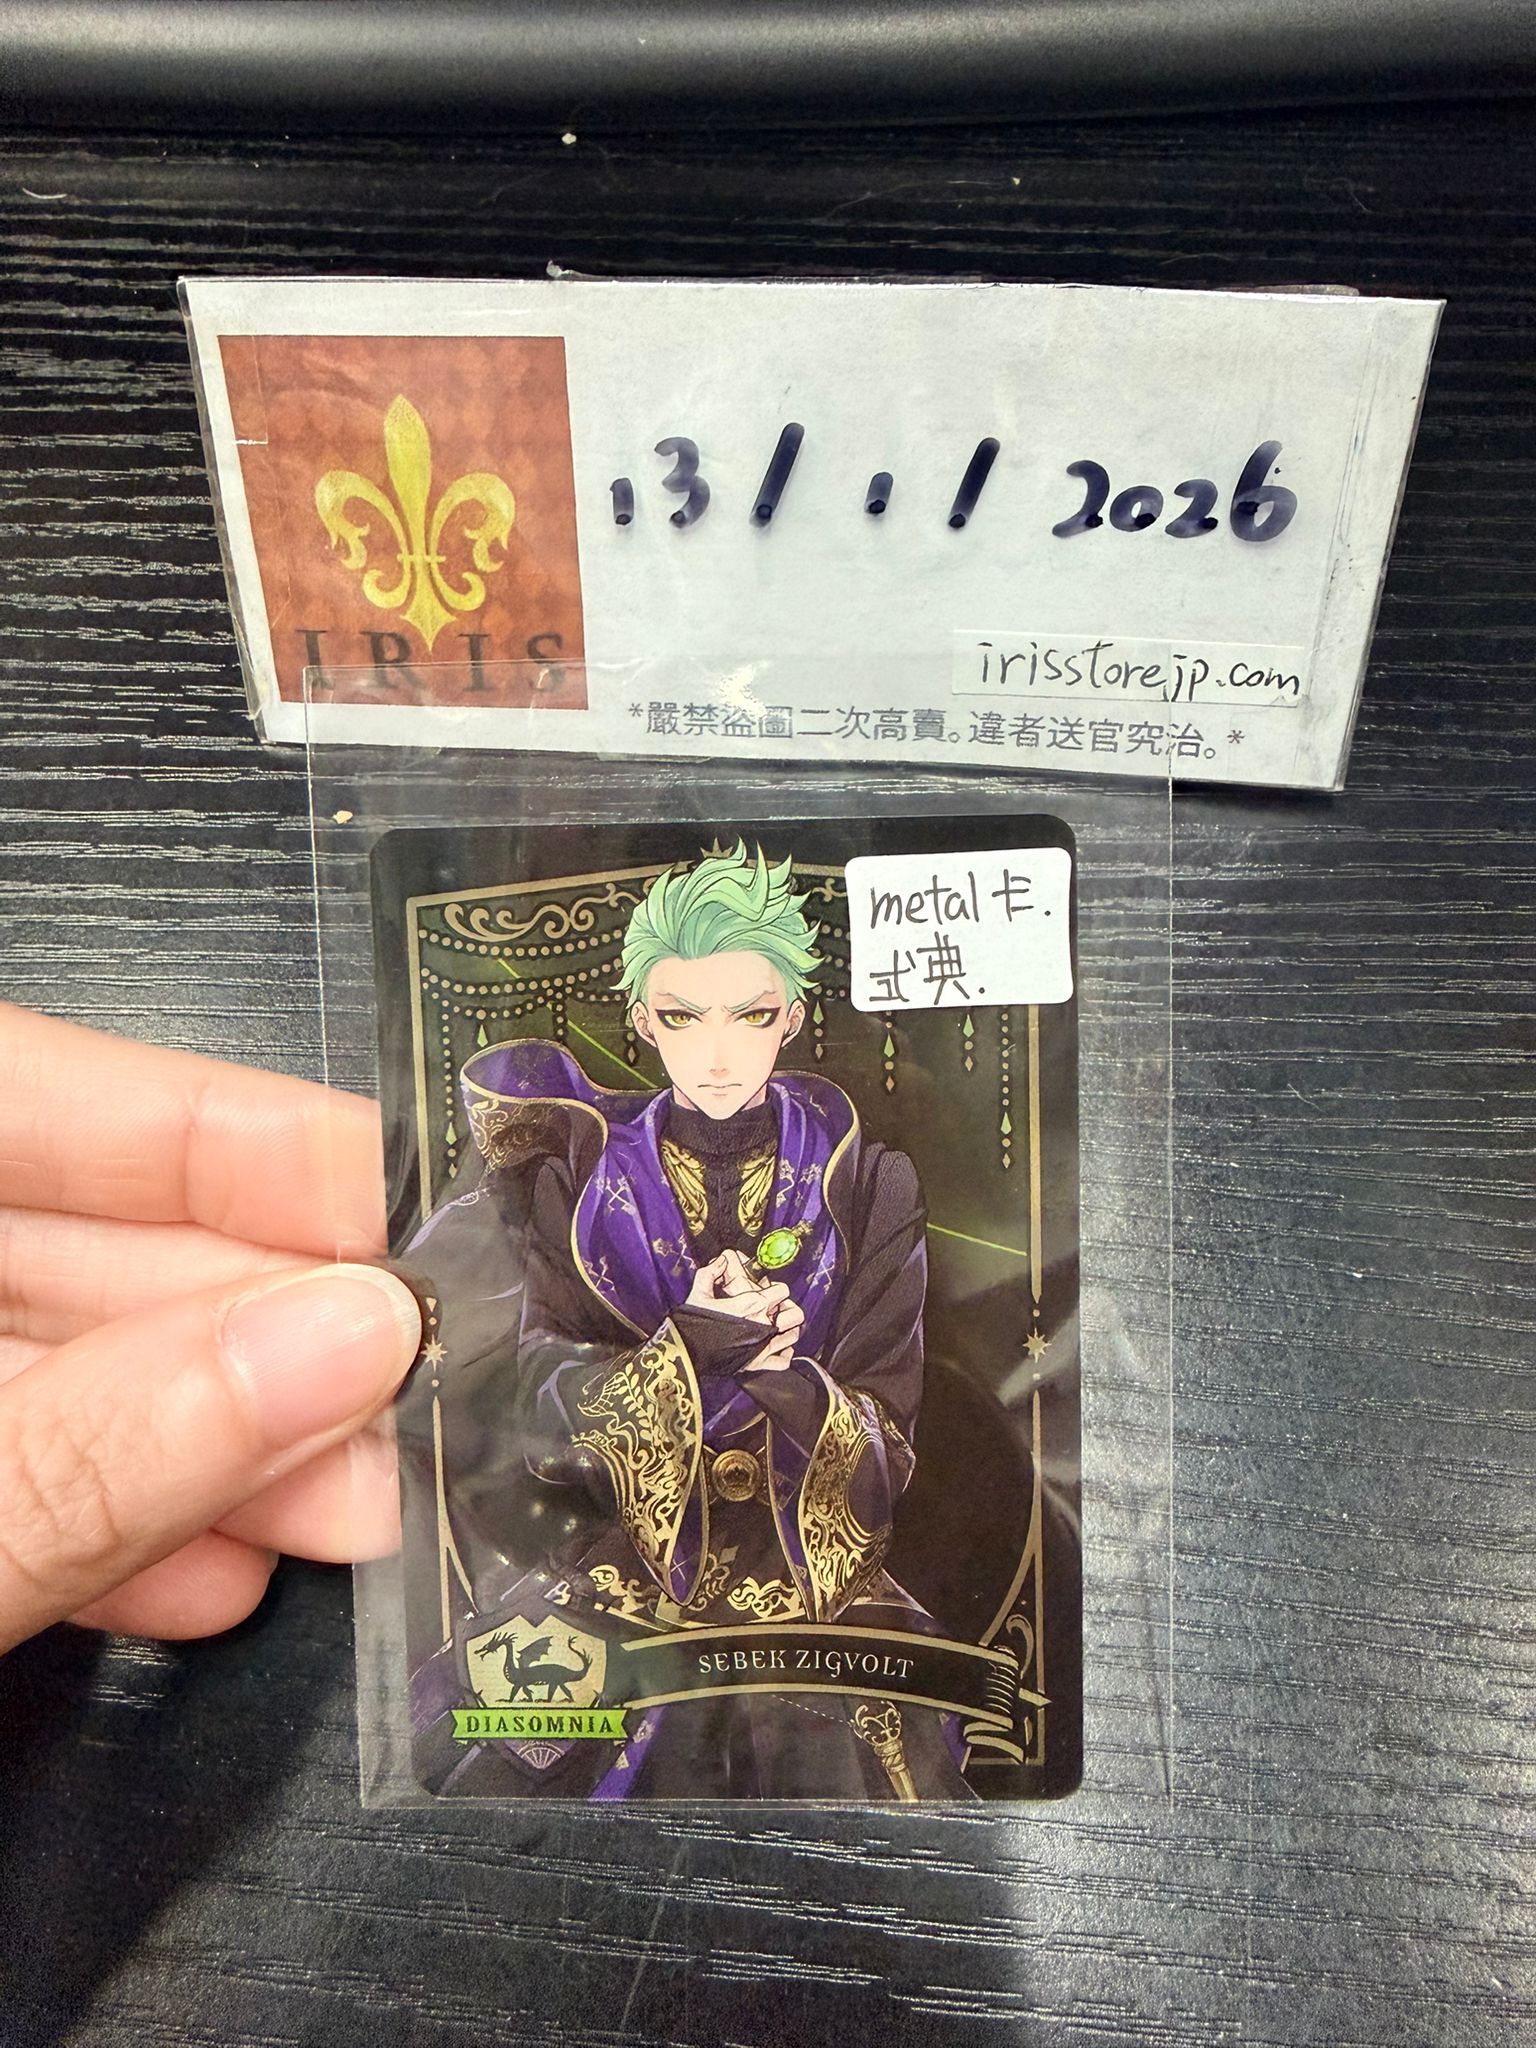 IRIS
13/1/2026
irisstorejp.com
*嚴禁盜圖二次高賣。違者送官究治。*
metal卡.
式典.
SEBEK ZIGVOLT
DIASOMNIA